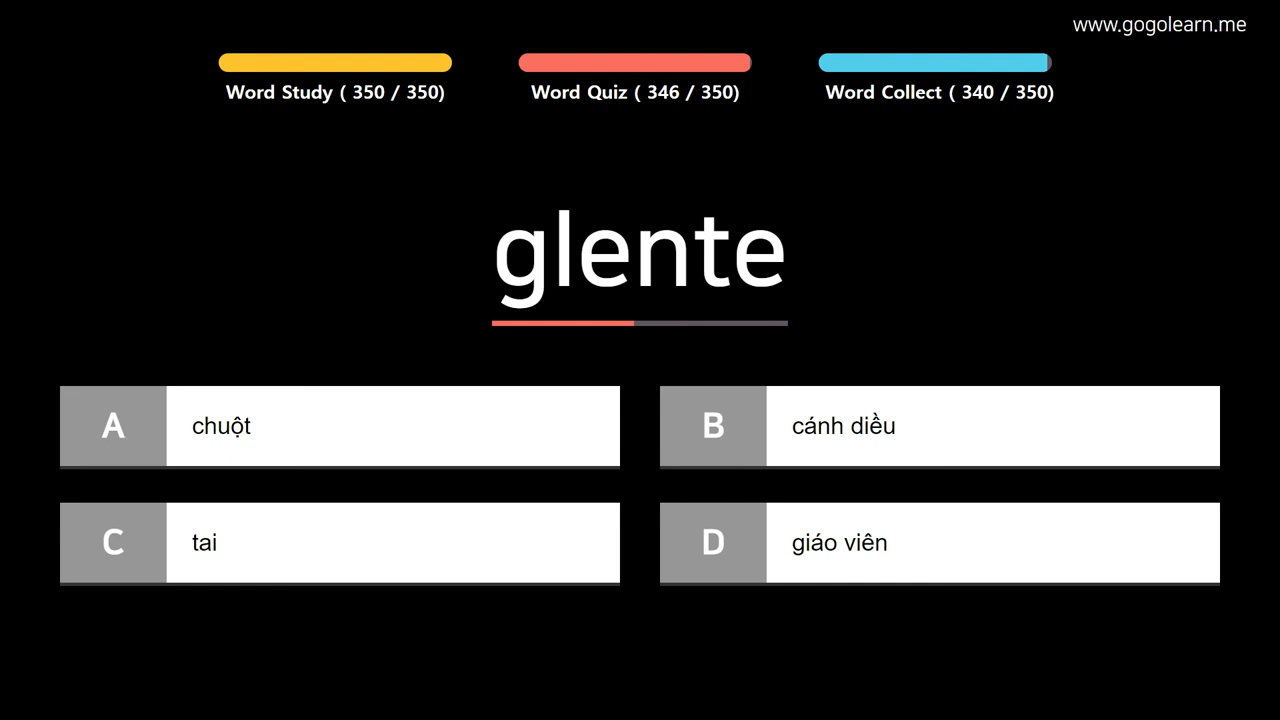 www.gogolearn.me
Word Study ( 350 / 350)
Word Quiz ( 346 / 350)
Word Collect ( 340 / 350)
glente
A chuột
B cánh diều
C tai
D giáo viên